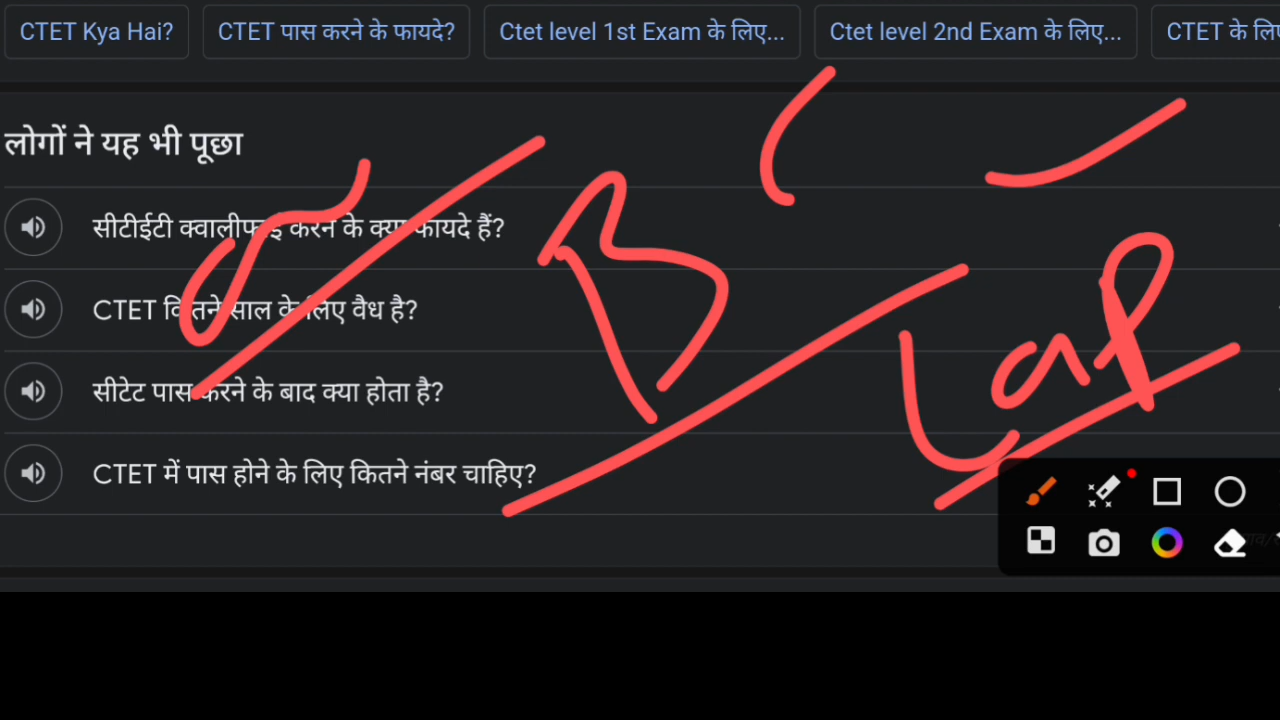 CTET Kya Hai? CTET पास करने के फायदे? Ctet level 1st Exam के लिए... Ctet level 2nd Exam के लिए... CTET के
लोगों ने यह भी पूछा
सीटीईटी क्वालीफाई करने के क्या फायदे हैं?
CTET कितने साल के लिए वैध है?
सीटेट पास करने के बाद क्या होता है?
CTET में पास होने के लिए कितने नंबर चाहिए?